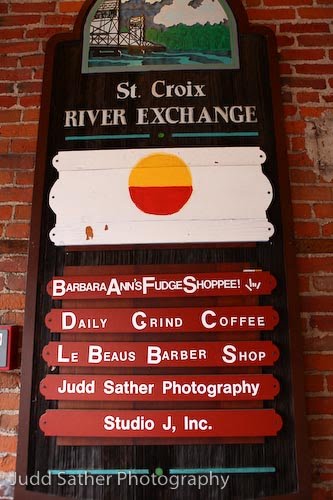 St. Croix
RIVER EXCHANGE
BARBARA ANN'S FUDGE SHOPPEE!
DAILY GRIND COFFEE
LE BEAUS BARBER SHOP
Judd Sather Photography
Studio J, Inc.
Judd Sather Photography